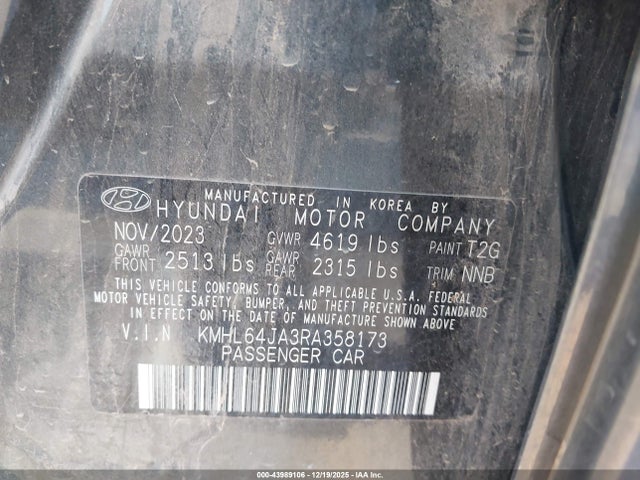 MANUFACTURED IN KOREA BY
HYUNDAI MOTOR COMPANY
NOV/2023 GVWR 4619 lbs PAINT T2G
GAWR FRONT 2513 lbs GAWR REAR 2315 lbs TRIM NNB
THIS VEHICLE CONFORMS TO ALL APPLICABLE U.S.A. FEDERAL
MOTOR VEHICLE SAFETY, BUMPER, AND THEFT PREVENTION STANDARDS
IN EFFECT ON THE DATE OF MANUFACTURE SHOWN ABOVE.
V.I.N KMHL64JA3RA358173
PASSENGER CAR
000-43989106 - 12/19/2025 - IAA Inc.